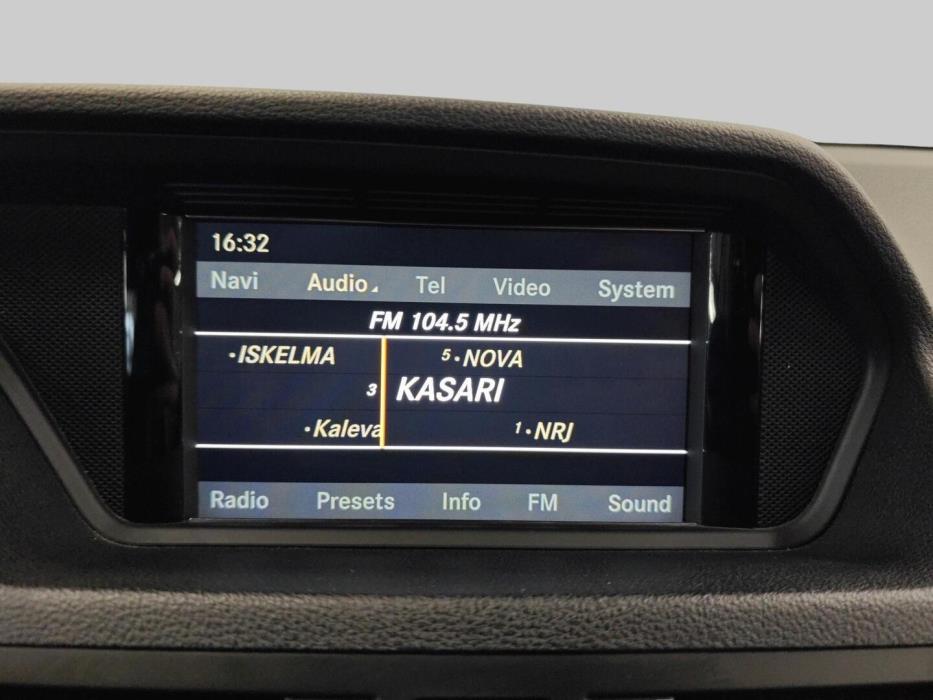 16:32
Navi Audio Tel Video System
FM 104.5 MHz
•ISKELMA 5•NOVA
3 KASARI
•Kaleva 1•NRJ
Radio Presets Info FM Sound